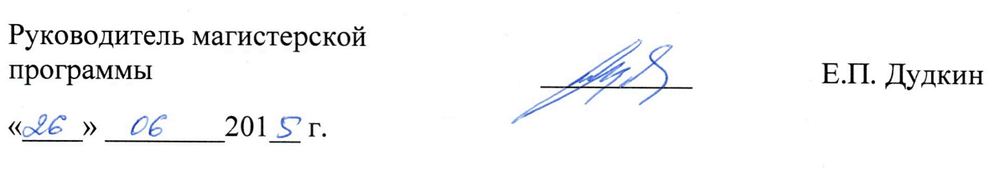 Руководитель магистерской
программы Е.П. Дудкин
«26» 06 2015 г.